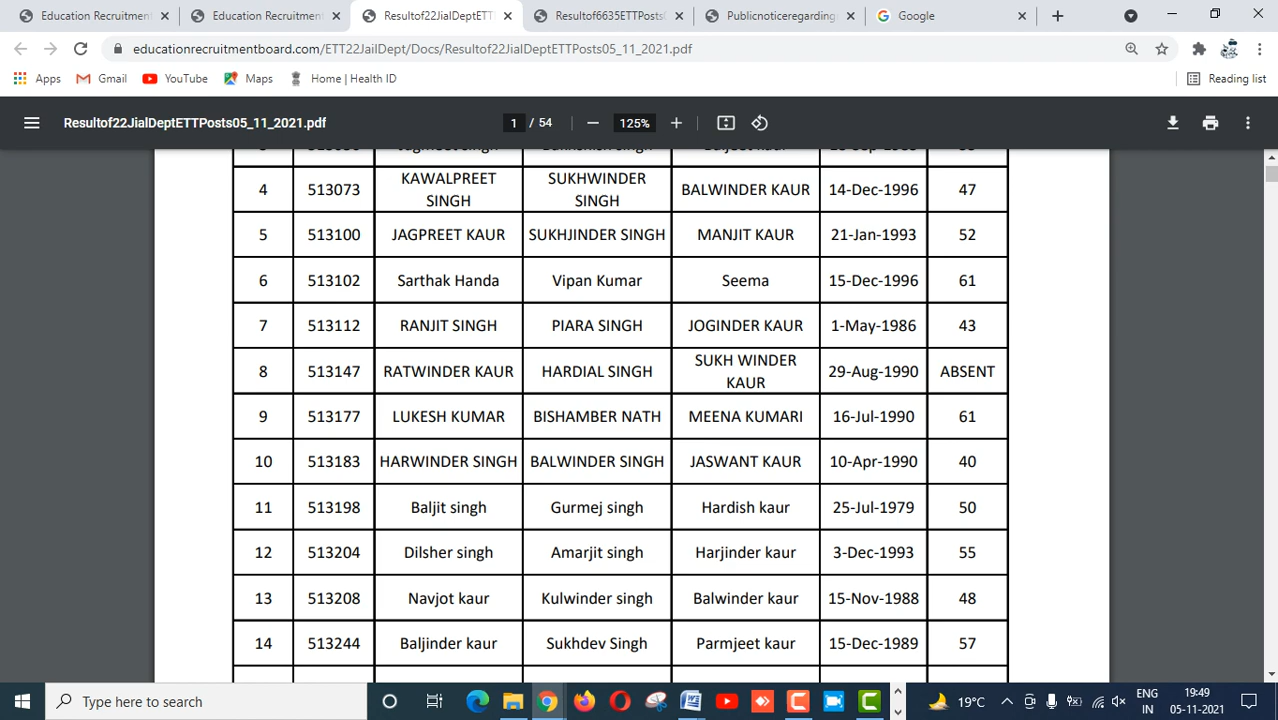 Education Recruitment
Education Recruitment
Resultof22JialDeptETT
Resultof6635ETTPosts
Publicnoticeregarding
Google
educationrecruitmentboard.com/ETT22JailDept/Docs/Resultof22JialDeptETTPosts05_11_2021.pdf
Apps
Gmail
YouTube
Maps
Home | Health ID
Reading list
Resultof22JialDeptETTPosts05_11_2021.pdf
1 / 54
125%
4 513073 KAWALPREET SINGH SUKHWINDER SINGH BALWINDER KAUR 14-Dec-1996 47
5 513100 JAGPREET KAUR SUKHJINDER SINGH MANJIT KAUR 21-Jan-1993 52
6 513102 Sarthak Handa Vipan Kumar Seema 15-Dec-1996 61
7 513112 RANJIT SINGH PIARA SINGH JOGINDER KAUR 1-May-1986 43
8 513147 RATWINDER KAUR HARDIAL SINGH SUKH WINDER KAUR 29-Aug-1990 ABSENT
9 513177 LUKESH KUMAR BISHAMBER NATH MEENA KUMARI 16-Jul-1990 61
10 513183 HARWINDER SINGH BALWINDER SINGH JASWANT KAUR 10-Apr-1990 40
11 513198 Baljit singh Gurmej singh Hardish kaur 25-Jul-1979 50
12 513204 Dilsher singh Amarjit singh Harjinder kaur 3-Dec-1993 55
13 513208 Navjot kaur Kulwinder singh Balwinder kaur 15-Nov-1988 48
14 513244 Baljinder kaur Sukhdev Singh Parmjeet kaur 15-Dec-1989 57
Type here to search
19°C
ENG
IN
19:49
05-11-2021